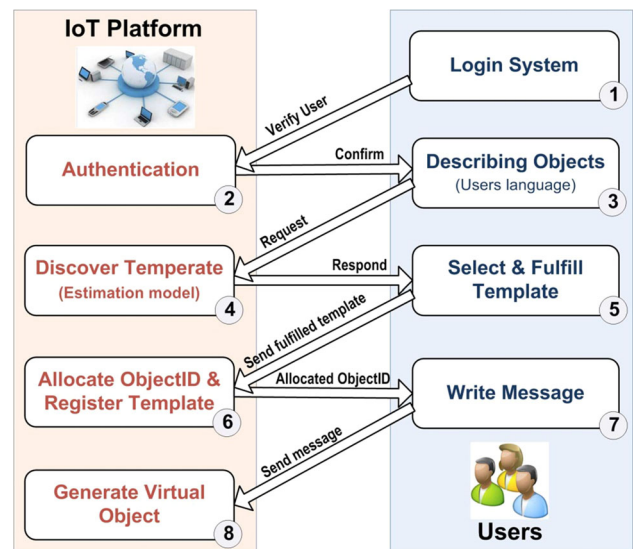 IoT Platform
Login System
1
Verify User
Authentication
2
Confirm
Describing Objects
(Users language)
3
Request
Discover Temperate
(Estimation model)
4
Respond
Select & Fulfill
Template
5
Send fulfilled template
Allocate ObjectID &
Register Template
6
Allocated ObjectID
Write Message
7
Send message
Generate Virtual
Object
8
Users